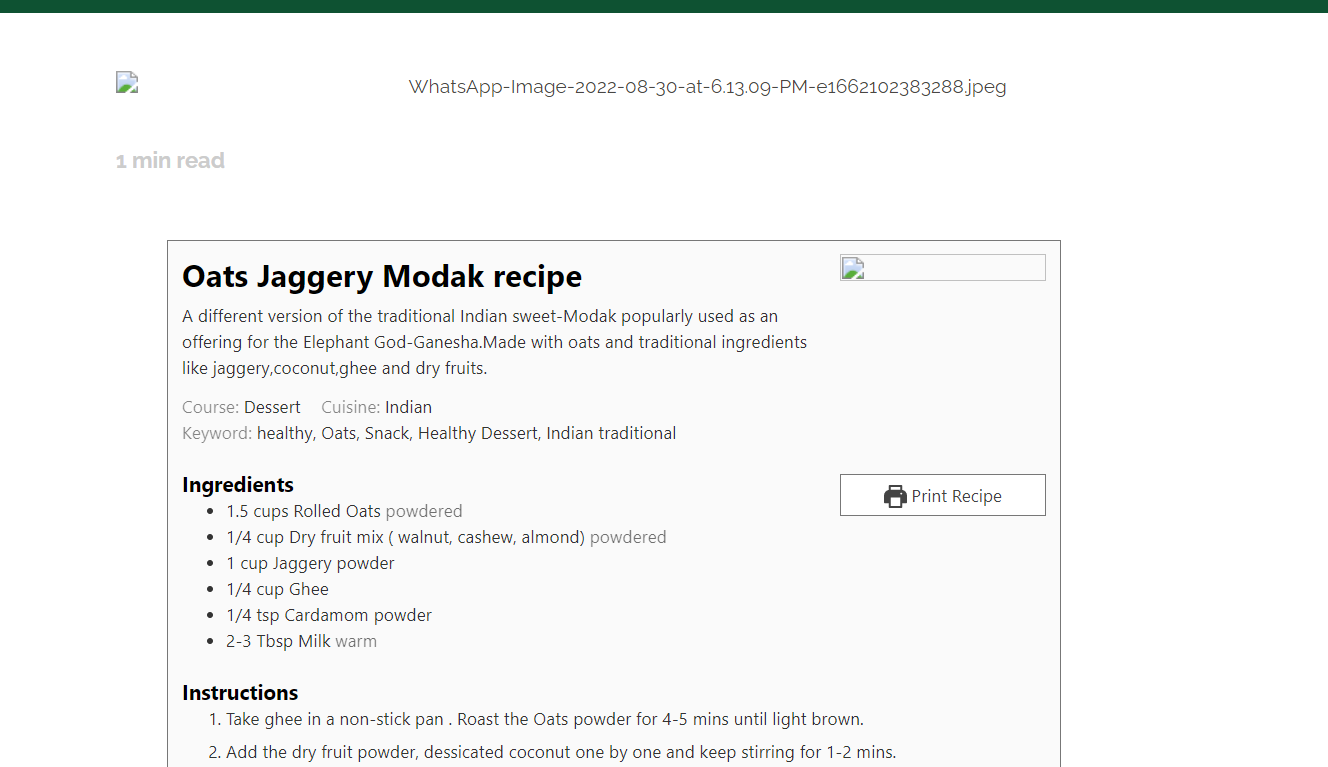 WhatsApp-Image-2022-08-30-at-6.13.09-PM-e1662102383288.jpeg
1 min read
Oats Jaggery Modak recipe
A different version of the traditional Indian sweet-Modak popularly used as an
offering for the Elephant God-Ganesha.Made with oats and traditional ingredients
like jaggery,coconut,ghee and dry fruits.
Course: Dessert Cuisine: Indian
Keyword: healthy, Oats, Snack, Healthy Dessert, Indian traditional
Ingredients
Print Recipe
• 1.5 cups Rolled Oats powdered
• 1/4 cup Dry fruit mix ( walnut, cashew, almond) powdered
• 1 cup Jaggery powder
• 1/4 cup Ghee
• 1/4 tsp Cardamom powder
• 2-3 Tbsp Milk warm
Instructions
1. Take ghee in a non-stick pan . Roast the Oats powder for 4-5 mins until light brown.
2. Add the dry fruit powder, dessicated coconut one by one and keep stirring for 1-2 mins.